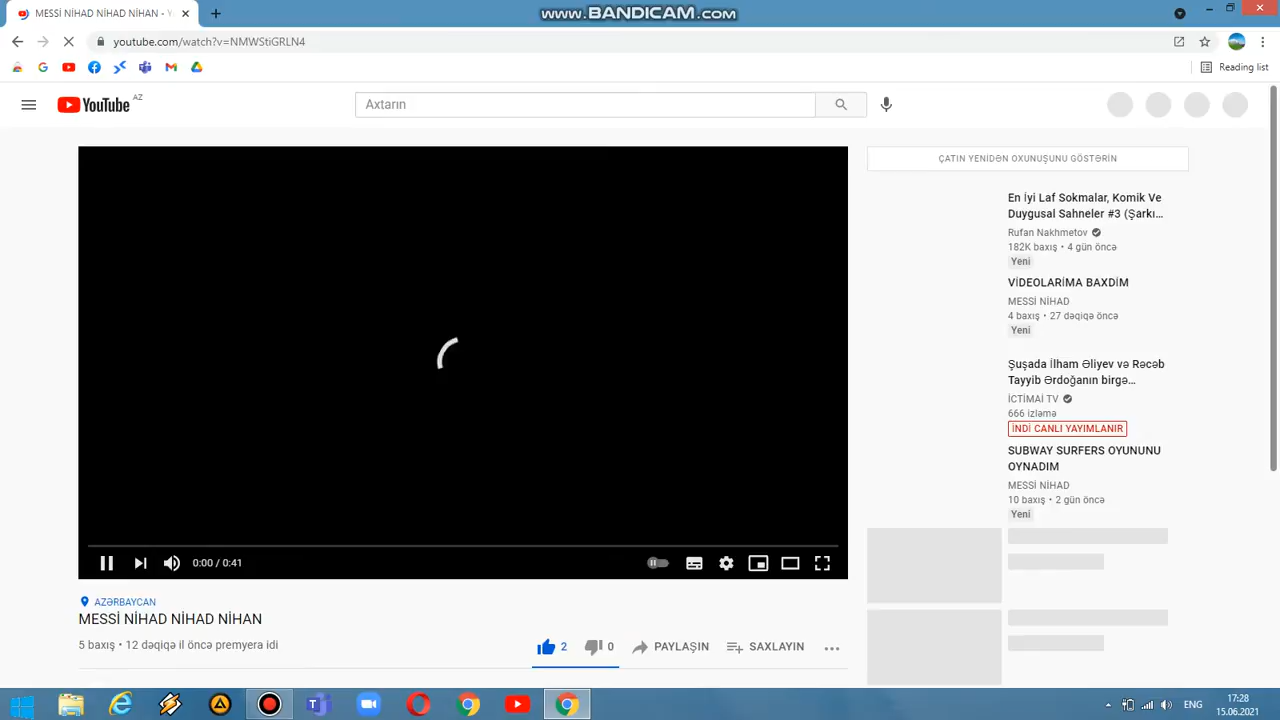 MESSİ NİHAD NİHAD NİHAN - Y
www.BANDICAM.com
youtube.com/watch?v=NMWStiGRLN4
Reading list
YouTube AZ
Axtarın
ÇATIN YENİDƏN OXUNUŞUNU GÖSTƏRİN
En İyi Laf Sokmalar, Komik Ve
Duygusal Sahneler #3 (Şarkı...
Rufan Nakhmetov
182K baxış • 4 gün öncə
Yeni
VİDEOLARİMA BAXDİM
MESSİ NİHAD
4 baxış • 27 dəqiqə öncə
Yeni
Şuşada İlham Əliyev və Rəcəb
Tayyib Ərdoğanın birgə...
İCTİMAİ TV
666 izləmə
İNDİ CANLI YAYIMLANIR
SUBWAY SURFERS OYUNUNU
OYNADIM
MESSİ NİHAD
10 baxış • 2 gün öncə
Yeni
0:00 / 0:41
AZƏRBAYCAN
MESSİ NİHAD NİHAD NİHAN
5 baxış • 12 dəqiqə il öncə premyera idi
2
0
PAYLAŞIN
SAXLAYIN
ENG
17:28
15.06.2021